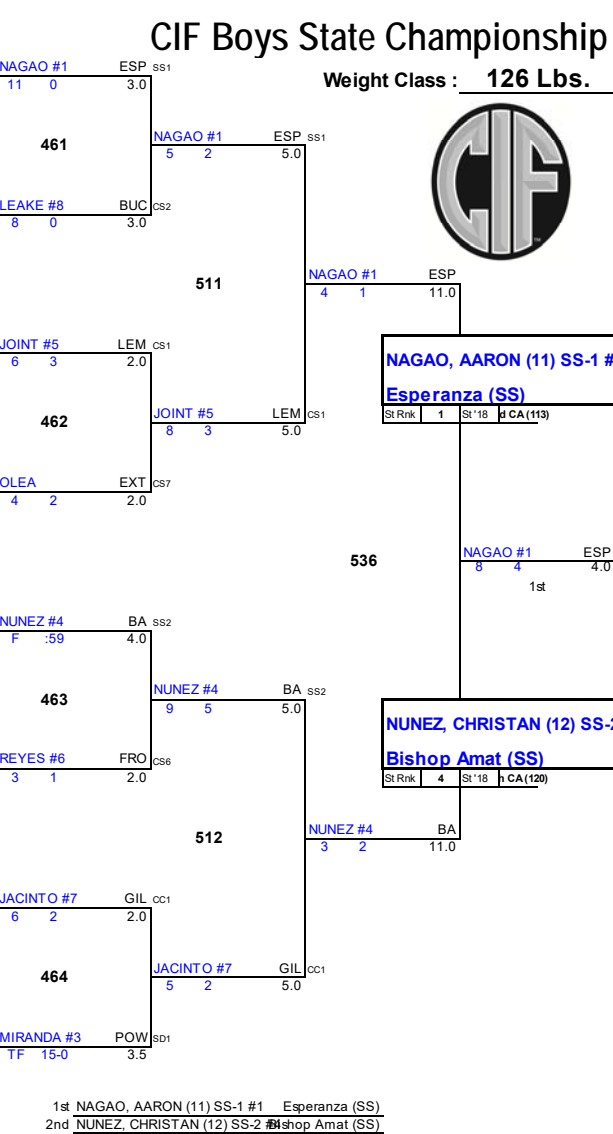 CIF Boys State Championship
Weight Class : 126 Lbs.
CIF
NAGAO #1 ESP SS1
11 0 3.0
461
NAGAO #1 ESP SS1
5 2 5.0
LEAKE #8 BUC CS2
8 0 3.0
511
NAGAO #1 ESP
4 1 11.0
JOINT #5 LEM CS1
6 3 2.0
NAGAO, AARON (11) SS-1 #
Esperanza (SS)
St Rnk 1 St '18 d CA (113)
462
JOINT #5 LEM CS1
8 3 5.0
OLEA EXT CS7
4 2 2.0
536
NAGAO #1 ESP
8 4 4.0
1st
NUNEZ #4 BA SS2
F :59 4.0
463
NUNEZ #4 BA SS2
9 5 5.0
NUNEZ, CHRISTAN (12) SS-2
Bishop Amat (SS)
St Rnk 4 St '18 h CA (120)
REYES #6 FRO CS6
3 1 2.0
512
NUNEZ #4 BA
3 2 11.0
JACINTO #7 GIL CC1
6 2 2.0
464
JACINTO #7 GIL CC1
5 2 5.0
MIRANDA #3 POW SD1
TF 15-0 3.5
1st NAGAO, AARON (11) SS-1 #1 Esperanza (SS)
2nd NUNEZ, CHRISTAN (12) SS-2 #4 Bishop Amat (SS)